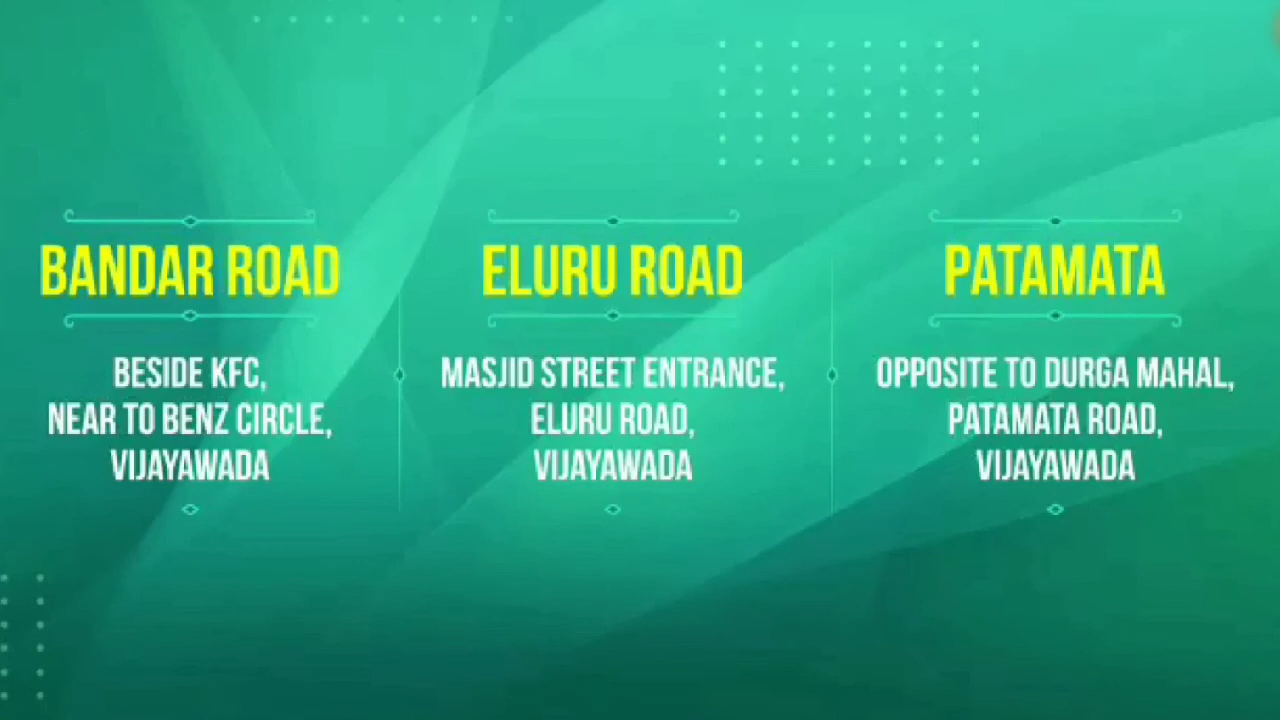 BANDAR ROAD
BESIDE KFC,
NEAR TO BENZ CIRCLE,
VIJAYAWADA
ELURU ROAD
MASJID STREET ENTRANCE,
ELURU ROAD,
VIJAYAWADA
PATAMATA
OPPOSITE TO DURGA MAHAL,
PATAMATA ROAD,
VIJAYAWADA